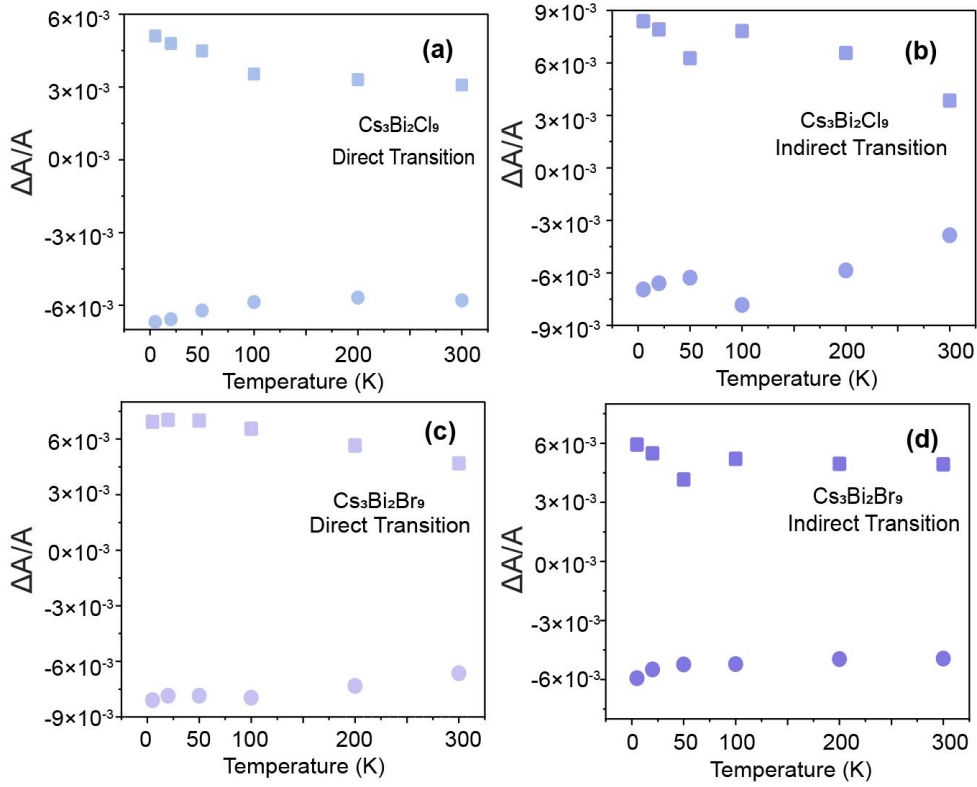 6×10⁻³
3×10⁻³
0×10⁻³
-3×10⁻³
-6×10⁻³
ΔA/A
(a)
Cs₃Bi₂Cl₉
Direct Transition
0 50 100 200 300
Temperature (K)
9×10⁻³
6×10⁻³
3×10⁻³
0×10⁻³
-3×10⁻³
-6×10⁻³
-9×10⁻³
ΔA/A
(b)
Cs₃Bi₂Cl₉
Indirect Transition
0 50 100 200 300
Temperature (K)
6×10⁻³
3×10⁻³
0×10⁻³
-3×10⁻³
-6×10⁻³
-9×10⁻³
ΔA/A
(c)
Cs₃Bi₂Br₉
Direct Transition
0 50 100 200 300
Temperature (K)
6×10⁻³
3×10⁻³
0×10⁻³
-3×10⁻³
-6×10⁻³
ΔA/A
(d)
Cs₃Bi₂Br₉
Indirect Transition
0 50 100 200 300
Temperature (K)